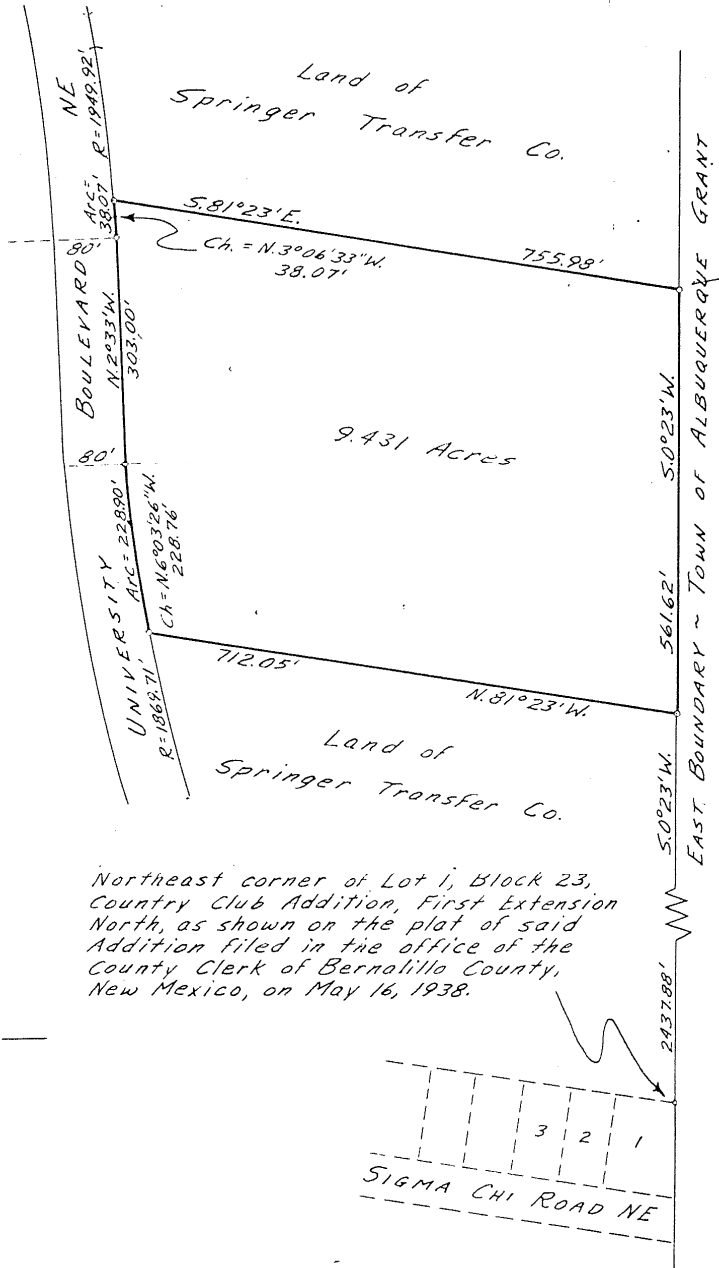 Land of
Springer Transfer Co.
NE
R=1949.92'
Arc=
38.07'
S.81°23'E.
755.98'
Ch. = N.3°06'33"W.
38.07'
80'
BOULEVARD
N.2°33'W.
303.00'
9.431 Acres
S.0°23'W.
561.62'
EAST BOUNDARY ~ TOWN OF ALBUQUERQUE GRANT
80'
Arc = 228.90'
Ch=N.6°03'26"W.
228.76'
UNIVERSITY
R=1869.71'
712.05'
N.81°23'W.
Land of
Springer Transfer Co.
S.0°23'W.
2437.88'
Northeast corner of Lot 1, Block 23,
Country Club Addition, First Extension
North, as shown on the plat of said
Addition filed in the office of the
County Clerk of Bernalillo County,
New Mexico, on May 16, 1938.
3 2 1
SIGMA CHI ROAD NE